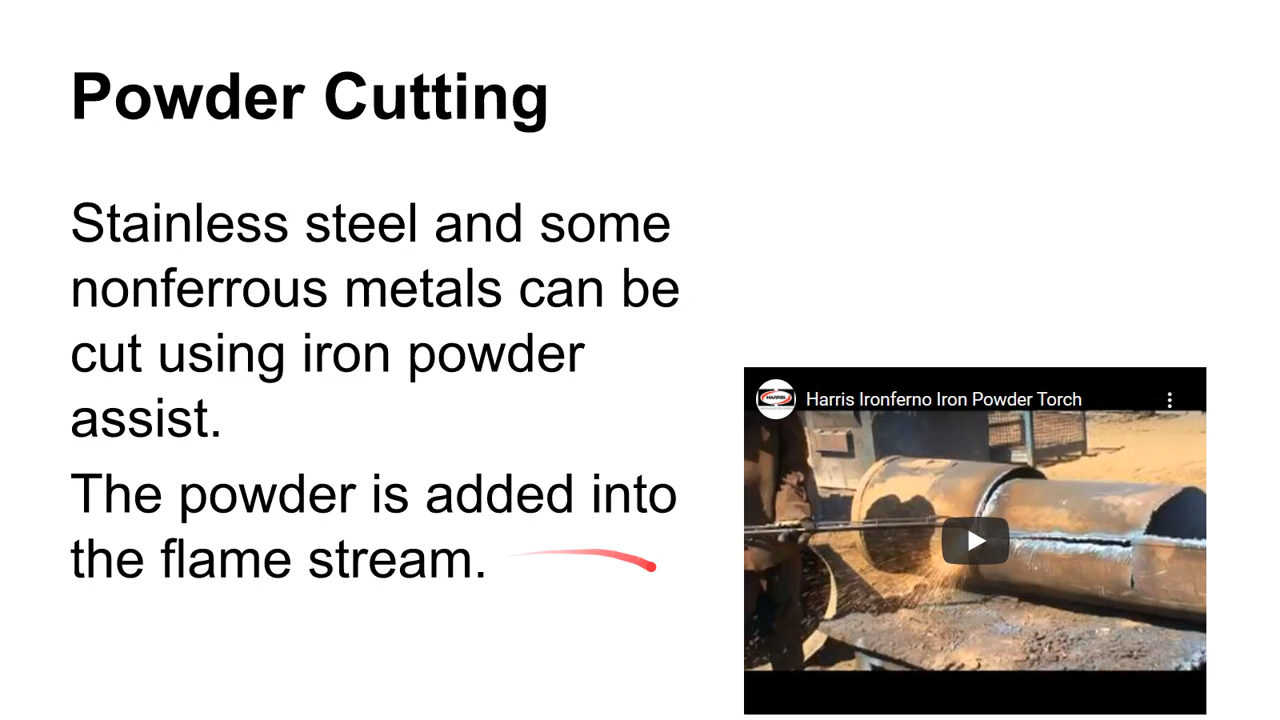 Powder Cutting
Stainless steel and some
nonferrous metals can be
cut using iron powder
assist.
The powder is added into
the flame stream.
HARRIS
Harris Ironferno Iron Powder Torch